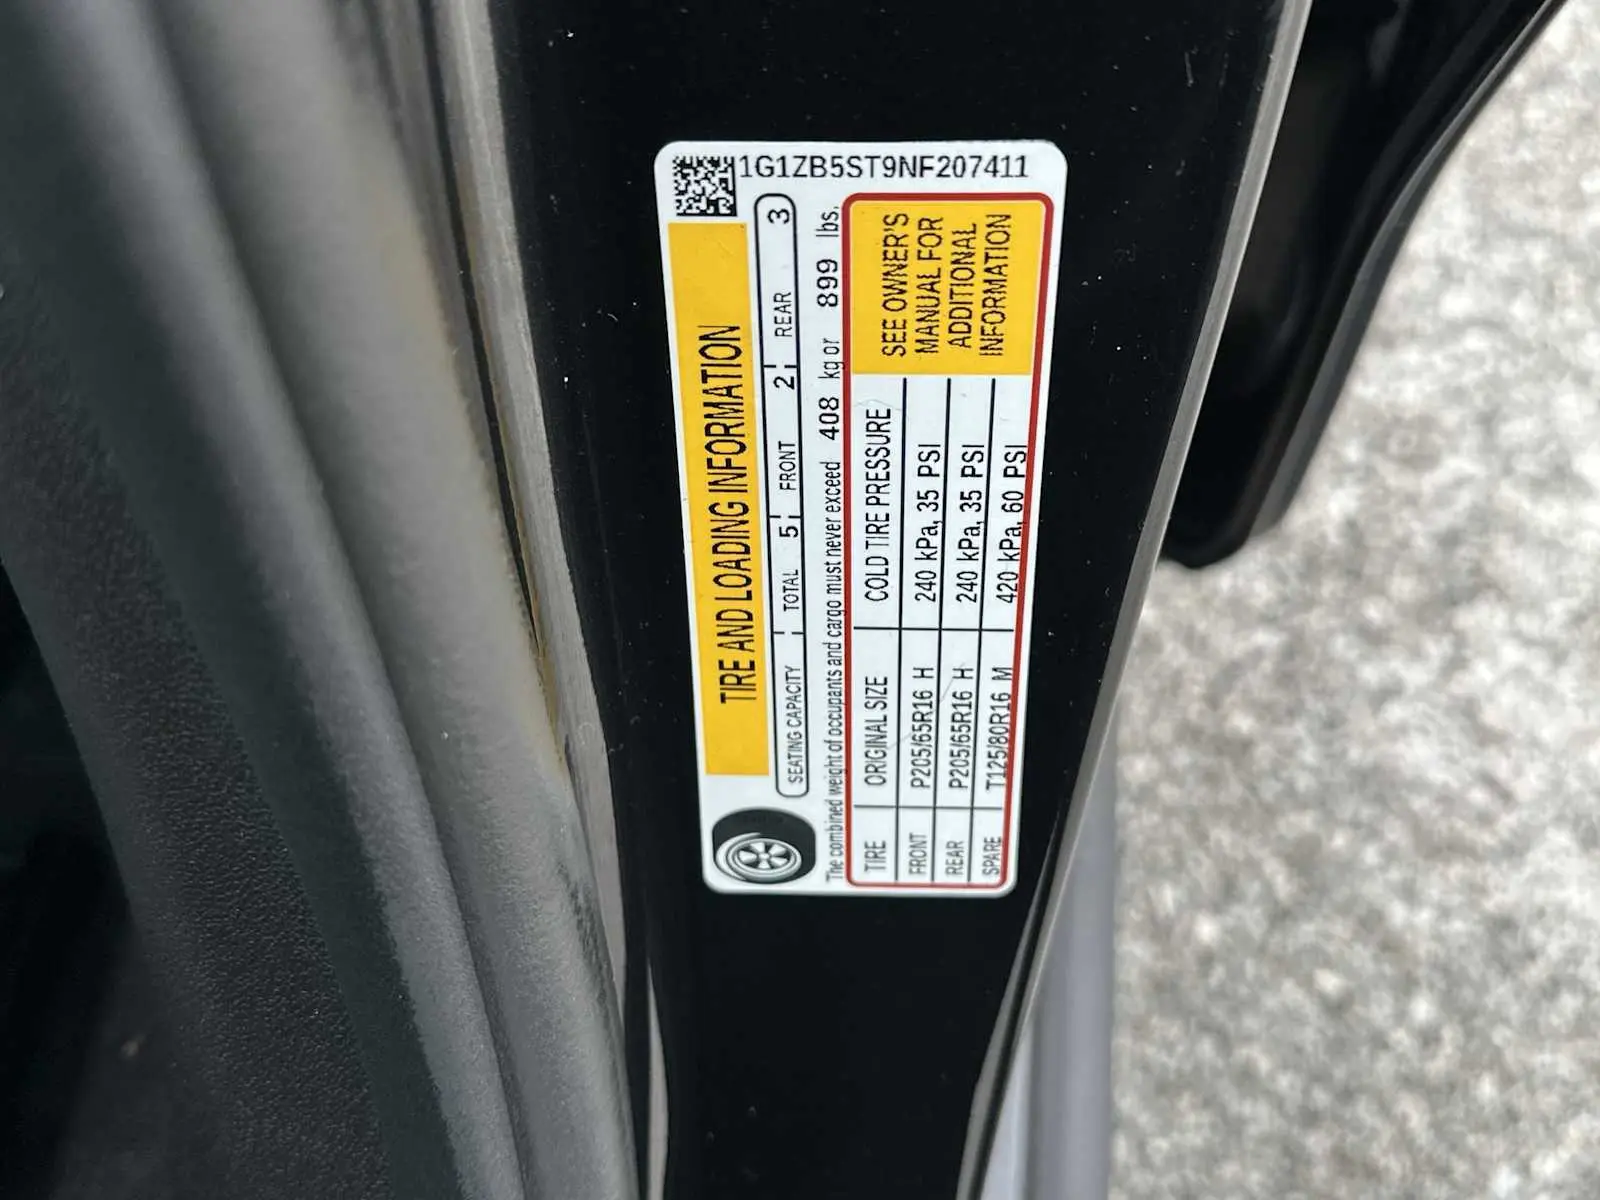 1G1ZB5ST9NF207411
TIRE AND LOADING INFORMATION
SEATING CAPACITY TOTAL 5 FRONT 2 REAR 3
The combined weight of occupants and cargo must never exceed 408 kg or 899 lbs.
TIRE ORIGINAL SIZE COLD TIRE PRESSURE
FRONT P205/65R16 H 240 kPa, 35 PSI
REAR P205/65R16 H 240 kPa, 35 PSI
SPARE T125/80R16 M 420 kPa, 60 PSI
SEE OWNER'S
MANUAL FOR
ADDITIONAL
INFORMATION